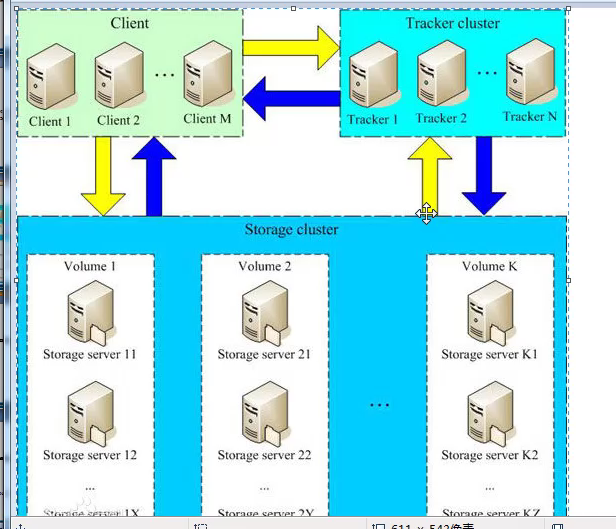 Client
Tracker cluster
...
...
Client 1
Client 2
Client M
Tracker 1
Tracker 2
Tracker N
Storage cluster
Volume 1
Volume 2
Volume K
Storage server 11
Storage server 21
Storage server K1
...
Storage server 12
Storage server 22
Storage server K2
...
...
...
Storage server 1X
Storage server 2Y
Storage server KZ
611 × 542像素